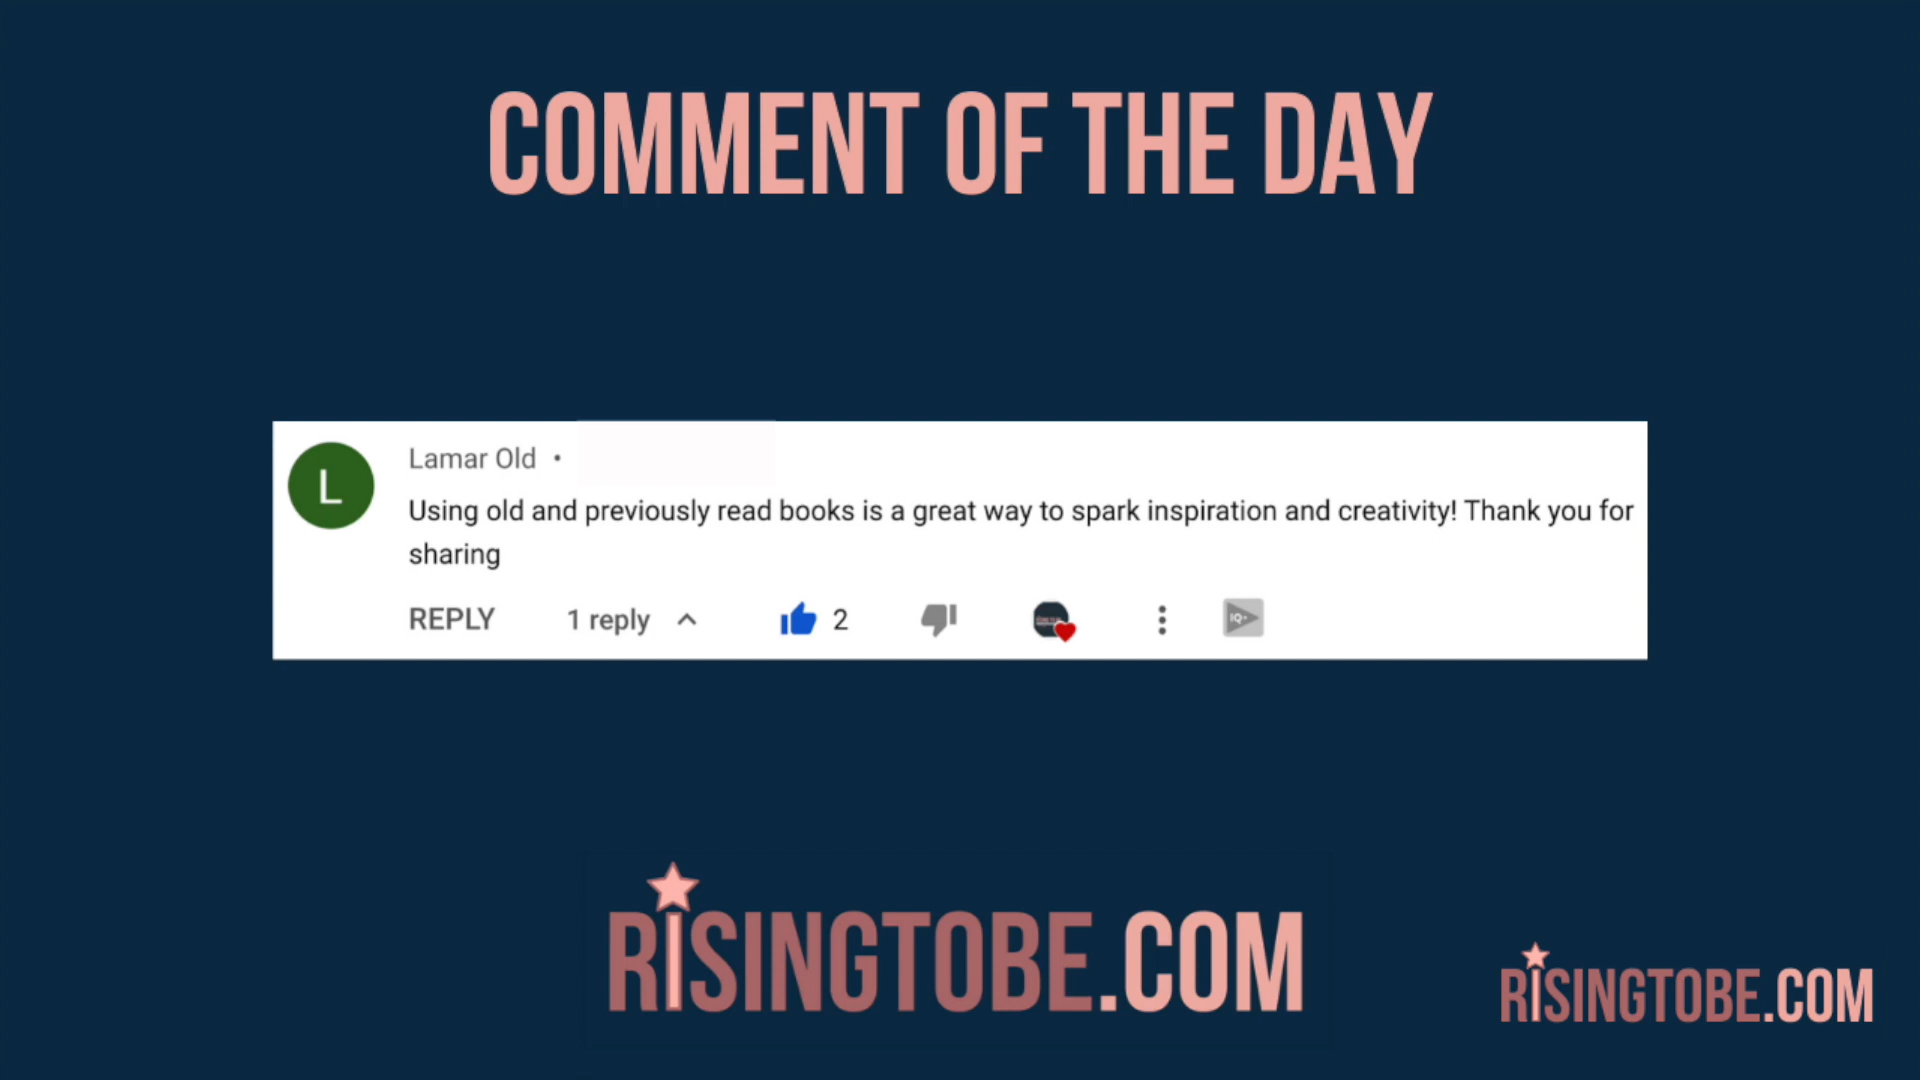 COMMENT OF THE DAY
L
Lamar Old •
Using old and previously read books is a great way to spark inspiration and creativity! Thank you for
sharing
REPLY 1 reply 2 IQ+
RISINGTOBE.COM
RISINGTOBE.COM